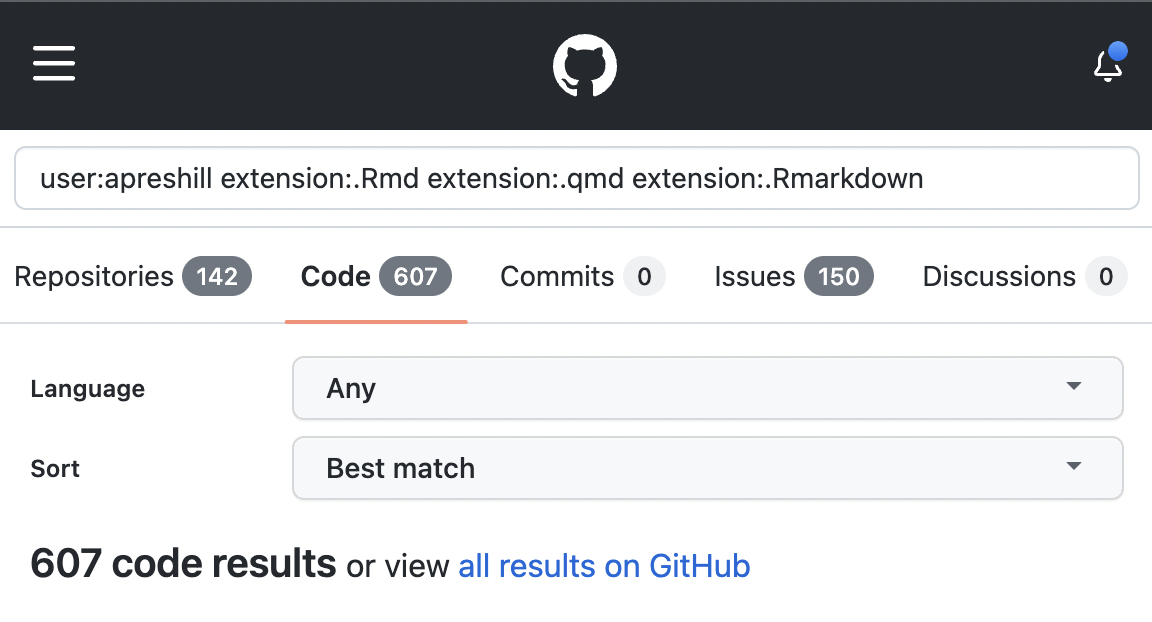 user:apreshill extension:.Rmd extension:.qmd extension:.Rmarkdown
Repositories 142 Code 607 Commits 0 Issues 150 Discussions 0
Language Any
Sort Best match
607 code results or view all results on GitHub